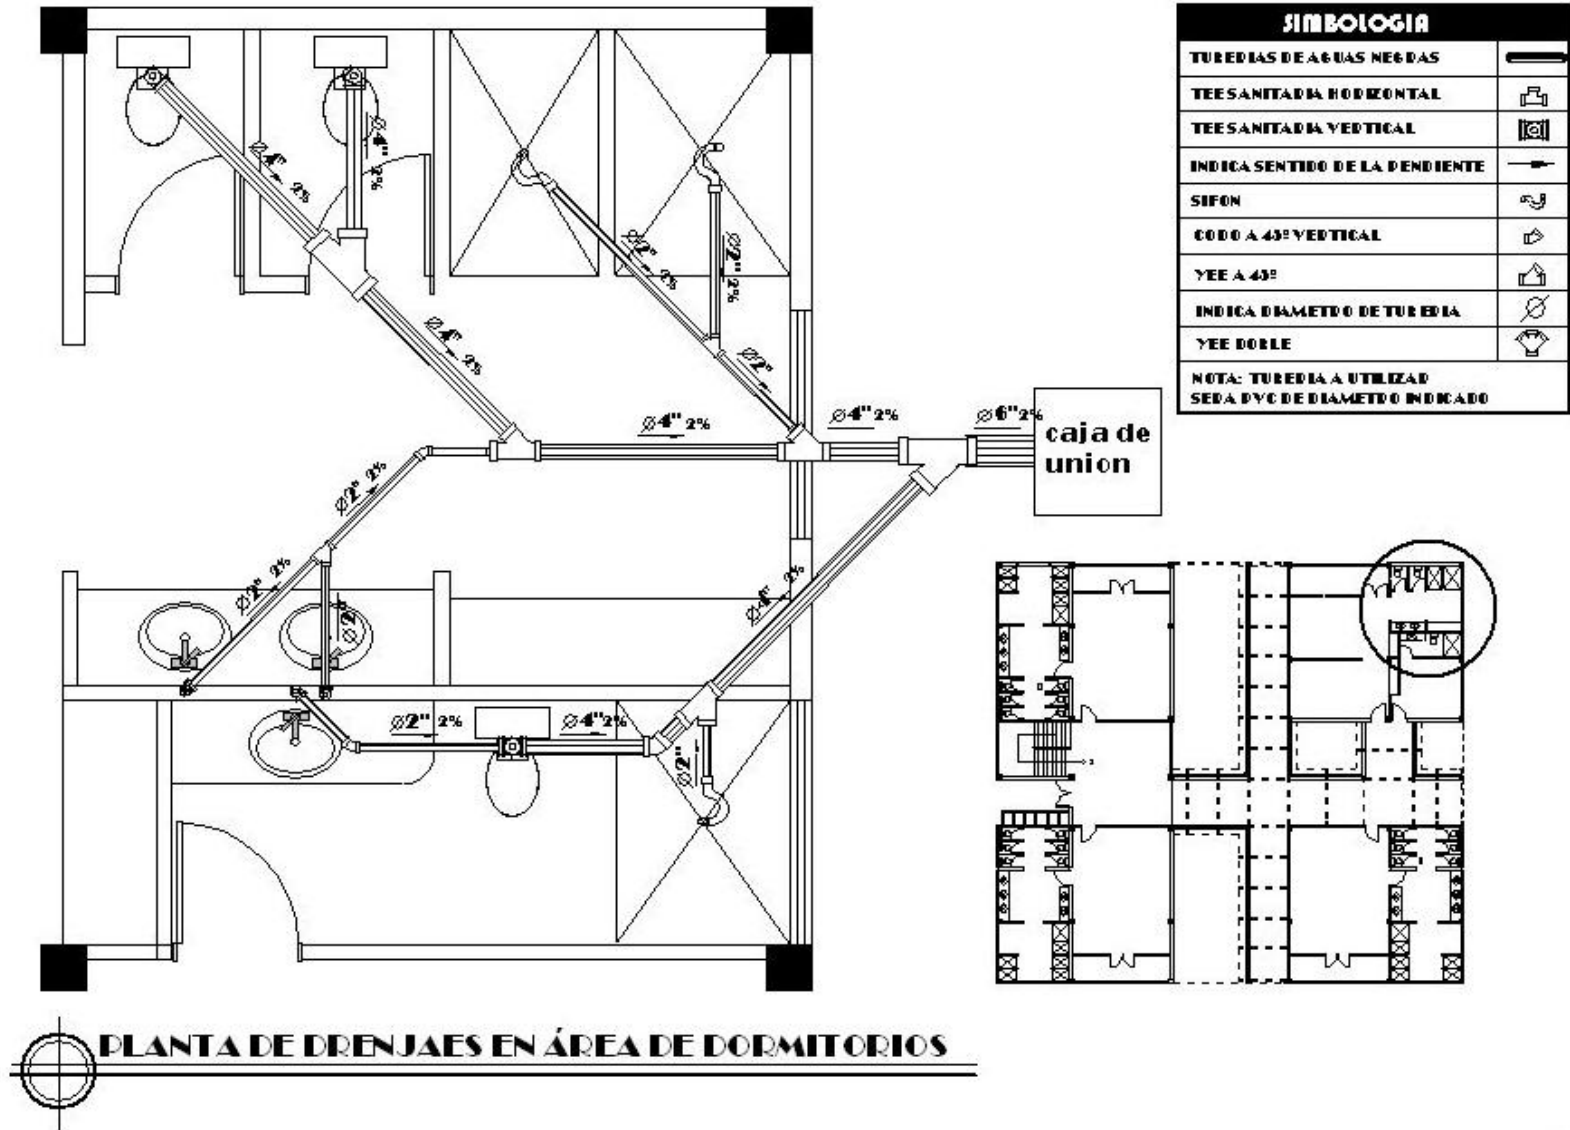 SIMBOLOGIA
TUBERIAS DE AGUAS NEGRAS
TEE SANITARIA HORIZONTAL
TEE SANITARIA VERTICAL
INDICA SENTIDO DE LA PENDIENTE
SIFON
CODO A 45º VERTICAL
YEE A 45º
INDICA DIAMETRO DE TUBERIA
YEE DOBLE
NOTA: TUBERIA A UTILIZAR
SERA PVC DE DIAMETRO INDICADO
Ø4" 2%
Ø4" 2%
Ø2" 2%
Ø2" 2%
Ø4" 2%
Ø2"
Ø4" 2%
Ø4" 2%
Ø6" 2%
caja de
union
Ø2" 2%
Ø2" 2%
Ø2"
Ø4" 2%
Ø2" 2%
Ø4" 2%
Ø2"
PLANTA DE DRENJAES EN ÁREA DE DORMITORIOS